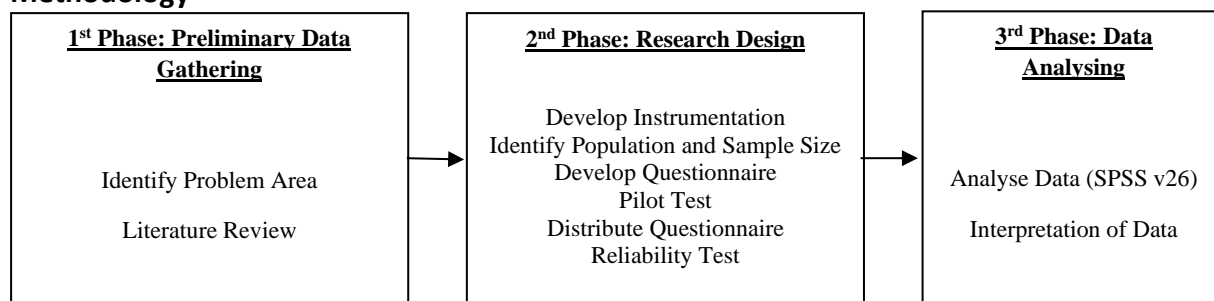 Methodology
1st Phase: Preliminary Data
Gathering
Identify Problem Area
Literature Review
2nd Phase: Research Design
Develop Instrumentation
Identify Population and Sample Size
Develop Questionnaire
Pilot Test
Distribute Questionnaire
Reliability Test
3rd Phase: Data
Analysing
Analyse Data (SPSS v26)
Interpretation of Data